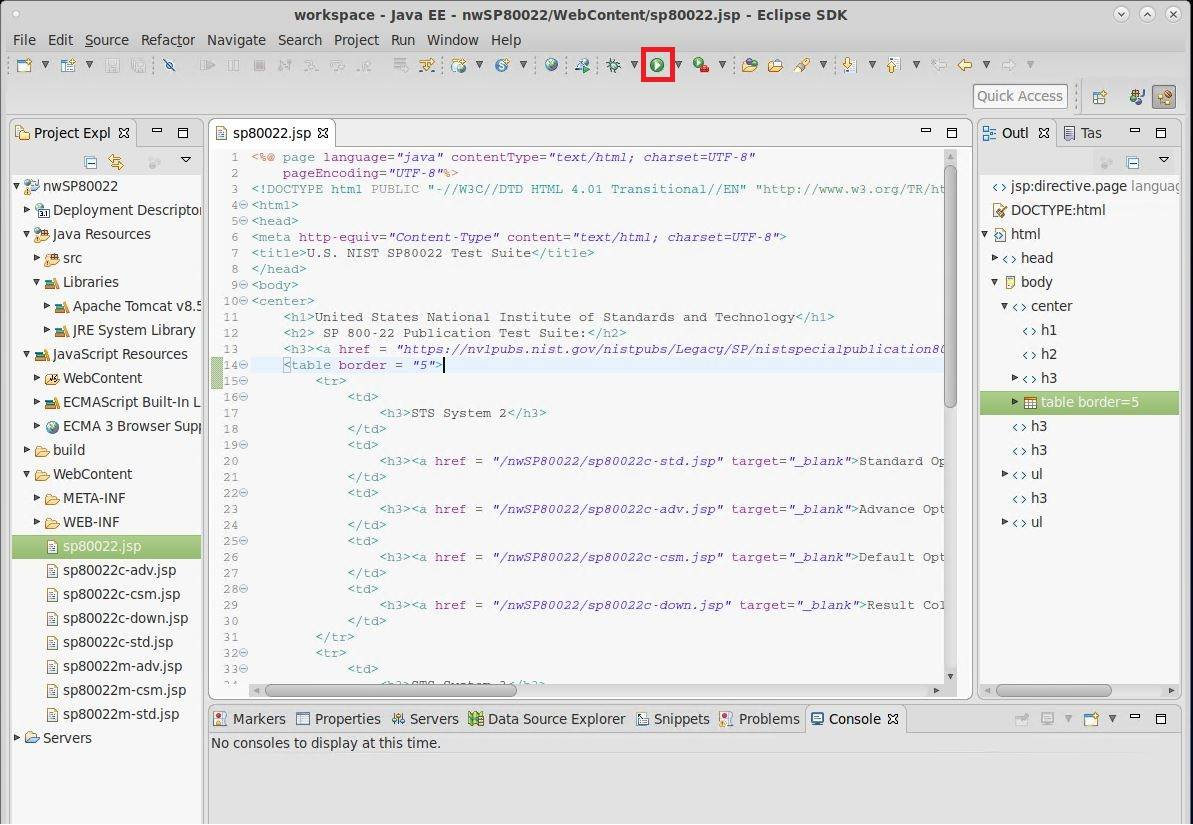 workspace - Java EE - nwSP80022/WebContent/sp80022.jsp - Eclipse SDK
File Edit Source Refactor Navigate Search Project Run Window Help
Quick Access
Project Expl
nwSP80022
Deployment Descripto
Java Resources
src
Libraries
Apache Tomcat v8.5
JRE System Library
JavaScript Resources
WebContent
ECMAScript Built-In L
ECMA 3 Browser Supp
build
WebContent
META-INF
WEB-INF
sp80022.jsp
sp80022c-adv.jsp
sp80022c-csm.jsp
sp80022c-down.jsp
sp80022c-std.jsp
sp80022m-adv.jsp
sp80022m-csm.jsp
sp80022m-std.jsp
Servers
sp80022.jsp
1 <%@ page language="java" contentType="text/html; charset=UTF-8"
2 pageEncoding="UTF-8"%>
3 <!DOCTYPE html PUBLIC "-//W3C//DTD HTML 4.01 Transitional//EN" "http://www.w3.org/TR/ht
4 <html>
5 <head>
6 <meta http-equiv="Content-Type" content="text/html; charset=UTF-8">
7 <title>U.S. NIST SP80022 Test Suite</title>
8 </head>
9 <body>
10 <center>
11 <h1>United States National Institute of Standards and Technology</h1>
12 <h2> SP 800-22 Publication Test Suite:</h2>
13 <h3><a href = "https://nvlpubs.nist.gov/nistpubs/Legacy/SP/nistspecialpublication80
14 <table border = "5">
15 <tr>
16 <td>
17 <h3>STS System 2</h3>
18 </td>
19 <td>
20 <h3><a href = "/nwSP80022/sp80022c-std.jsp" target="_blank">Standard Op
21 </td>
22 <td>
23 <h3><a href = "/nwSP80022/sp80022c-adv.jsp" target="_blank">Advance Opt
24 </td>
25 <td>
26 <h3><a href = "/nwSP80022/sp80022c-csm.jsp" target="_blank">Default Opt
27 </td>
28 <td>
29 <h3><a href = "/nwSP80022/sp80022c-down.jsp" target="_blank">Result Col
30 </td>
31 </tr>
32 <tr>
33 <td>
Outl Tas
jsp:directive.page languag
DOCTYPE:html
html
head
body
center
h1
h2
h3
table border=5
h3
h3
ul
h3
ul
Markers Properties Servers Data Source Explorer Snippets Problems Console
No consoles to display at this time.